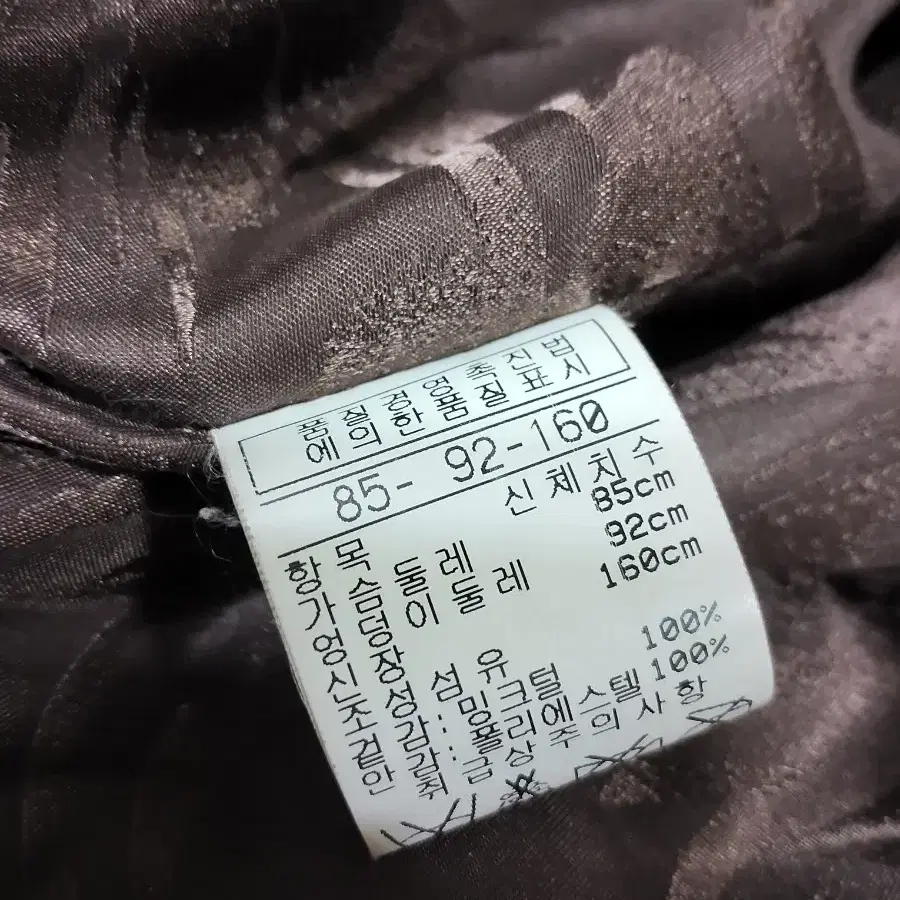 품질경영촉진법
에의한품질표시
85- 92-160
항목 신체치수
가슴둘레 85cm
엉덩이둘레 92cm
신장 160cm
조성섬유
겉감: 밍크털 100%
안감: 폴리에스텔 100%
취급상주의사항